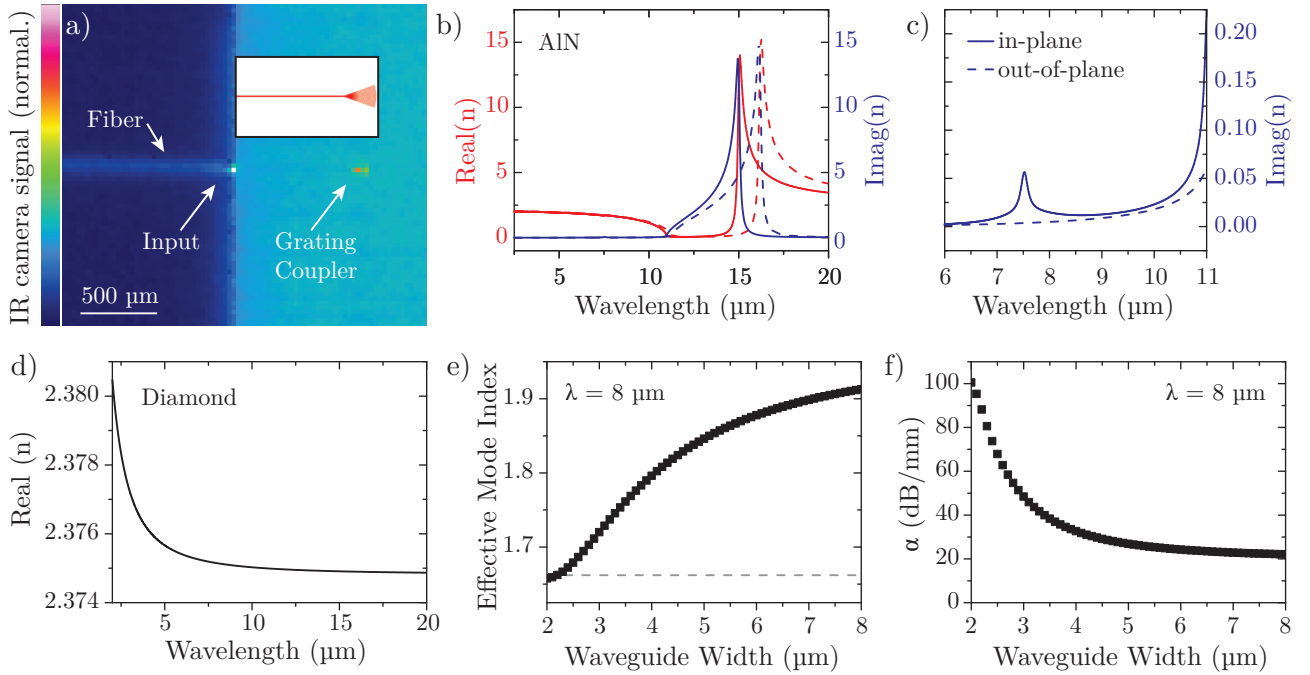 IR camera signal (normal.)
a)
Fiber
Input
Grating
Coupler
500 µm
b)
AlN
Real(n)
15
10
5
0
15
10
5
0
Imag(n)
5
10
15
20
Wavelength (µm)
c)
in-plane
out-of-plane
0.20
0.15
0.10
0.05
0.00
Imag(n)
6
7
8
9
10
11
Wavelength (µm)
d)
Diamond
Real (n)
2.380
2.378
2.376
2.374
5
10
15
20
Wavelength (µm)
e)
λ = 8 µm
Effective Mode Index
1.9
1.8
1.7
2
3
4
5
6
7
8
Waveguide Width (µm)
f)
λ = 8 µm
α (dB/mm)
100
80
60
40
20
0
2
3
4
5
6
7
8
Waveguide Width (µm)